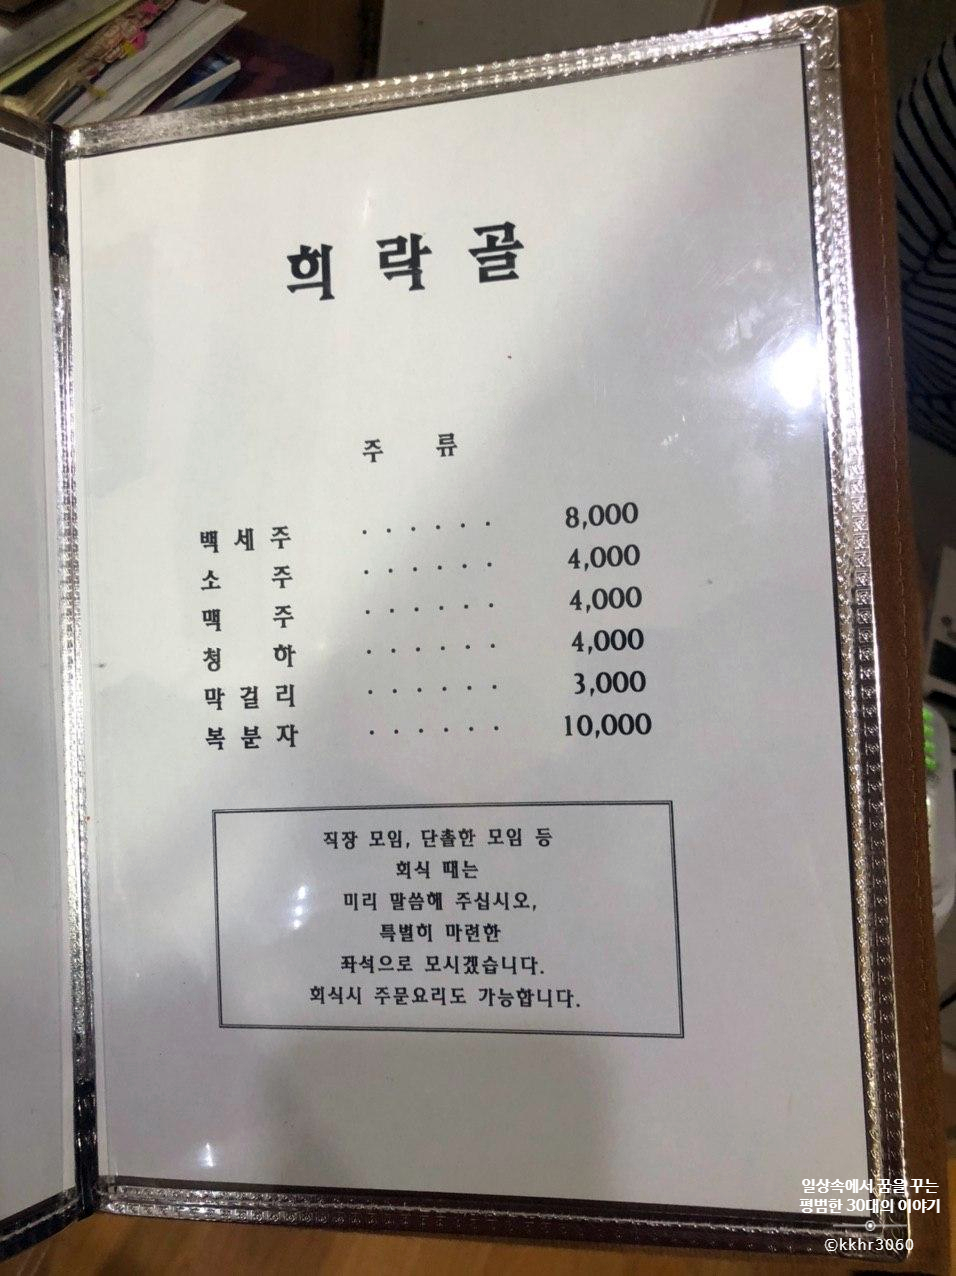 희락골
주류
백세주 ...... 8,000
소주 ...... 4,000
맥주 ...... 4,000
청하 ...... 4,000
막걸리 ...... 3,000
복분자 ...... 10,000
직장 모임, 단촐한 모임 등
회식 때는
미리 말씀해 주십시오,
특별히 마련한
좌석으로 모시겠습니다.
회식시 주문요리도 가능합니다.
일상속에서 꿈을 꾸는
평범한 30대의 이야기
©kkhr3060